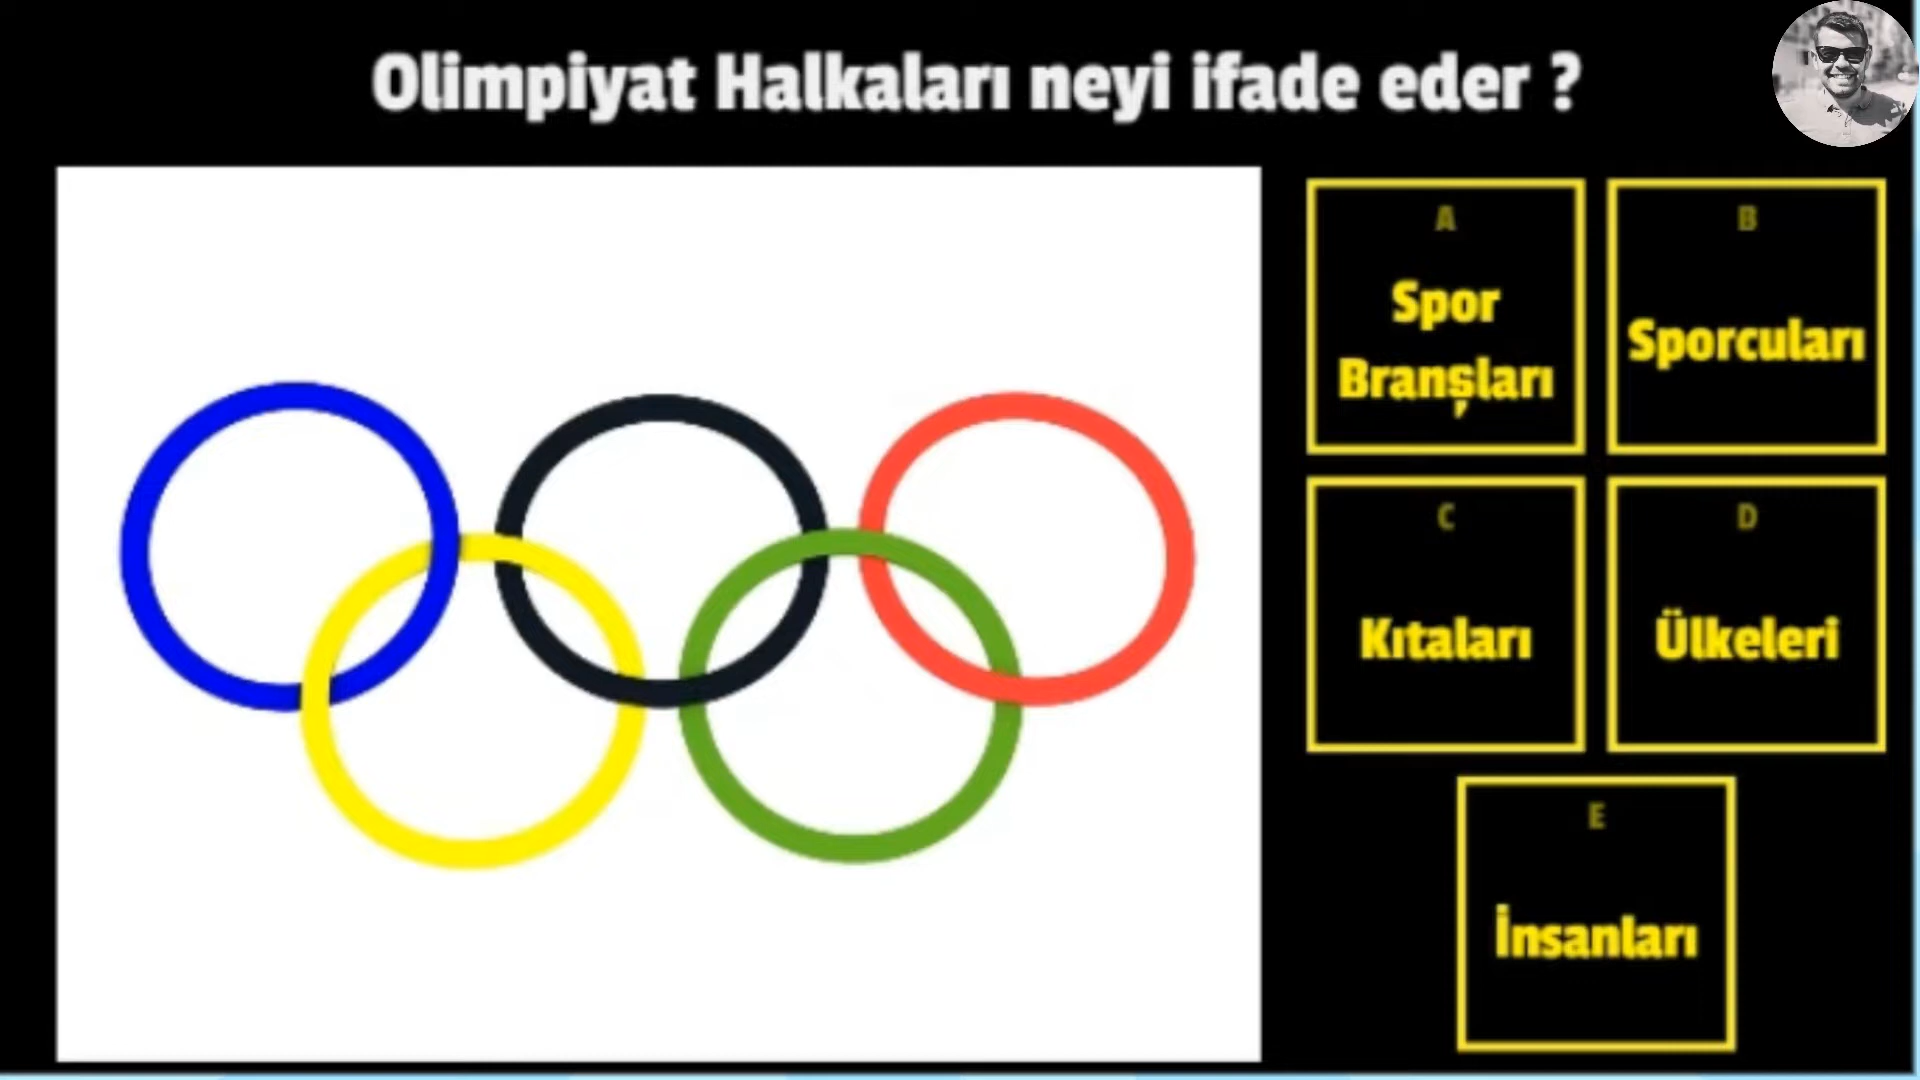 Olimpiyat Halkaları neyi ifade eder ?
A
Spor
Branşları
B
Sporcuları
C
Kıtaları
D
Ülkeleri
E
İnsanları